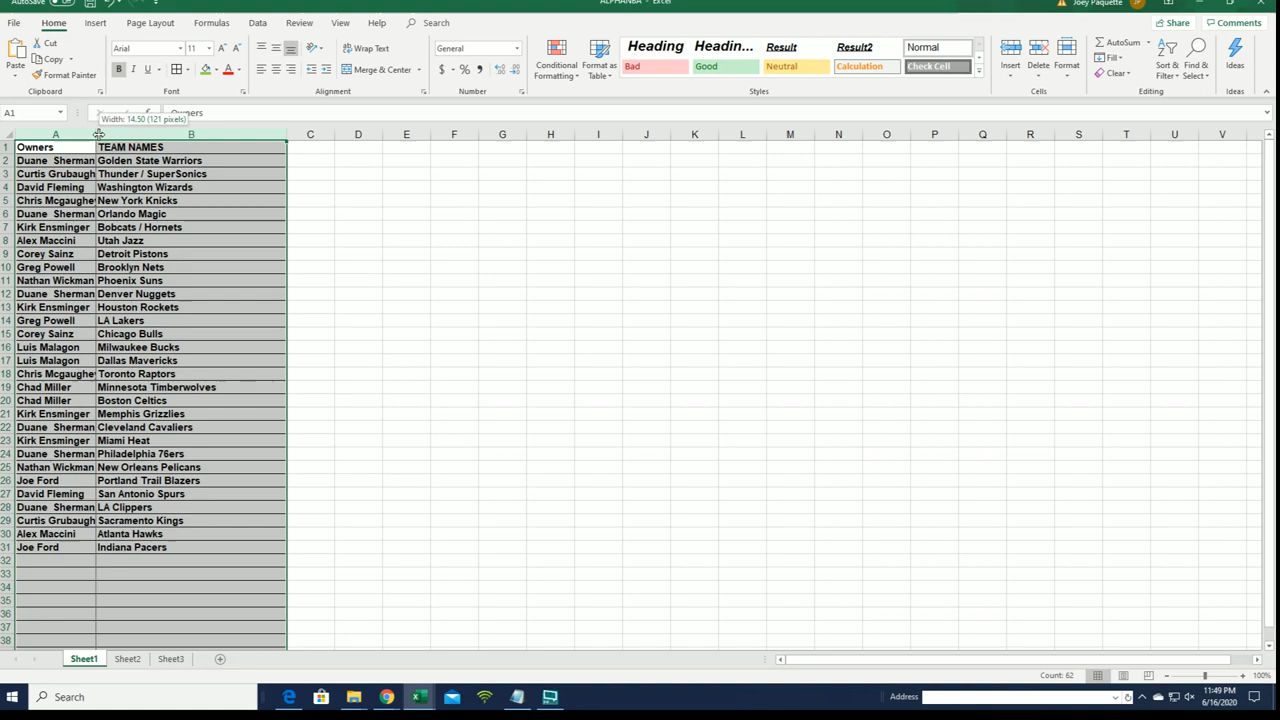 AutoSave
ALPHANBA - Excel
Joey Paquette
JP
File Home Insert Page Layout Formulas Data Review View Help Search
Share Comments
Paste
Cut
Copy
Format Painter
Clipboard
Arial 11
B I U
Font
Wrap Text
Merge & Center
Alignment
General
$ % ,
Number
Conditional Formatting
Format as Table
Heading Headin... Result Result2 Normal
Bad Good Neutral Calculation Check Cell
Styles
Insert Delete Format
Cells
AutoSum
Fill
Clear
Sort & Filter
Find & Select
Editing
Ideas
Ideas
A1 Owners
Width: 14.50 (121 pixels)
A B C D E F G H I J K L M N O P Q R S T U V
1 Owners TEAM NAMES
2 Duane Sherman Golden State Warriors
3 Curtis Grubaugh Thunder / SuperSonics
4 David Fleming Washington Wizards
5 Chris Mcgaughey New York Knicks
6 Duane Sherman Orlando Magic
7 Kirk Ensminger Bobcats / Hornets
8 Alex Maccini Utah Jazz
9 Corey Sainz Detroit Pistons
10 Greg Powell Brooklyn Nets
11 Nathan Wickman Phoenix Suns
12 Duane Sherman Denver Nuggets
13 Kirk Ensminger Houston Rockets
14 Greg Powell LA Lakers
15 Corey Sainz Chicago Bulls
16 Luis Malagon Milwaukee Bucks
17 Luis Malagon Dallas Mavericks
18 Chris Mcgaughey Toronto Raptors
19 Chad Miller Minnesota Timberwolves
20 Chad Miller Boston Celtics
21 Kirk Ensminger Memphis Grizzlies
22 Duane Sherman Cleveland Cavaliers
23 Kirk Ensminger Miami Heat
24 Duane Sherman Philadelphia 76ers
25 Nathan Wickman New Orleans Pelicans
26 Joe Ford Portland Trail Blazers
27 David Fleming San Antonio Spurs
28 Duane Sherman LA Clippers
29 Curtis Grubaugh Sacramento Kings
30 Alex Maccini Atlanta Hawks
31 Joe Ford Indiana Pacers
32
33
34
35
36
37
38
Sheet1 Sheet2 Sheet3
Count: 62 100%
Search
Address
11:49 PM
6/16/2020